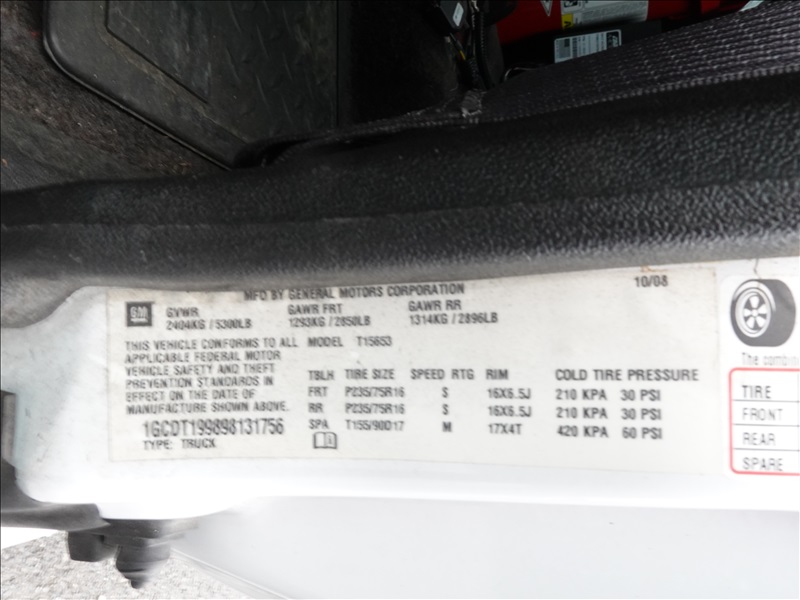 MFD BY GENERAL MOTORS CORPORATION 10/08
GM
GVWR GAWR FRT GAWR RR
2404KG / 5300LB 1293KG / 2850LB 1314KG / 2896LB
THIS VEHICLE CONFORMS TO ALL MODEL T15653
APPLICABLE FEDERAL MOTOR
VEHICLE SAFETY AND THEFT
PREVENTION STANDARDS IN
EFFECT ON THE DATE OF
MANUFACTURE SHOWN ABOVE.
1GCDT199898131756
TYPE: TRUCK
TBLH TIRE SIZE SPEED RTG RIM COLD TIRE PRESSURE
FRT P235/75R16 S 16X6.5J 210 KPA 30 PSI
RR P235/75R16 S 16X6.5J 210 KPA 30 PSI
SPA T155/90D17 M 17X4T 420 KPA 60 PSI
The combin
TIRE
FRONT
REAR
SPARE